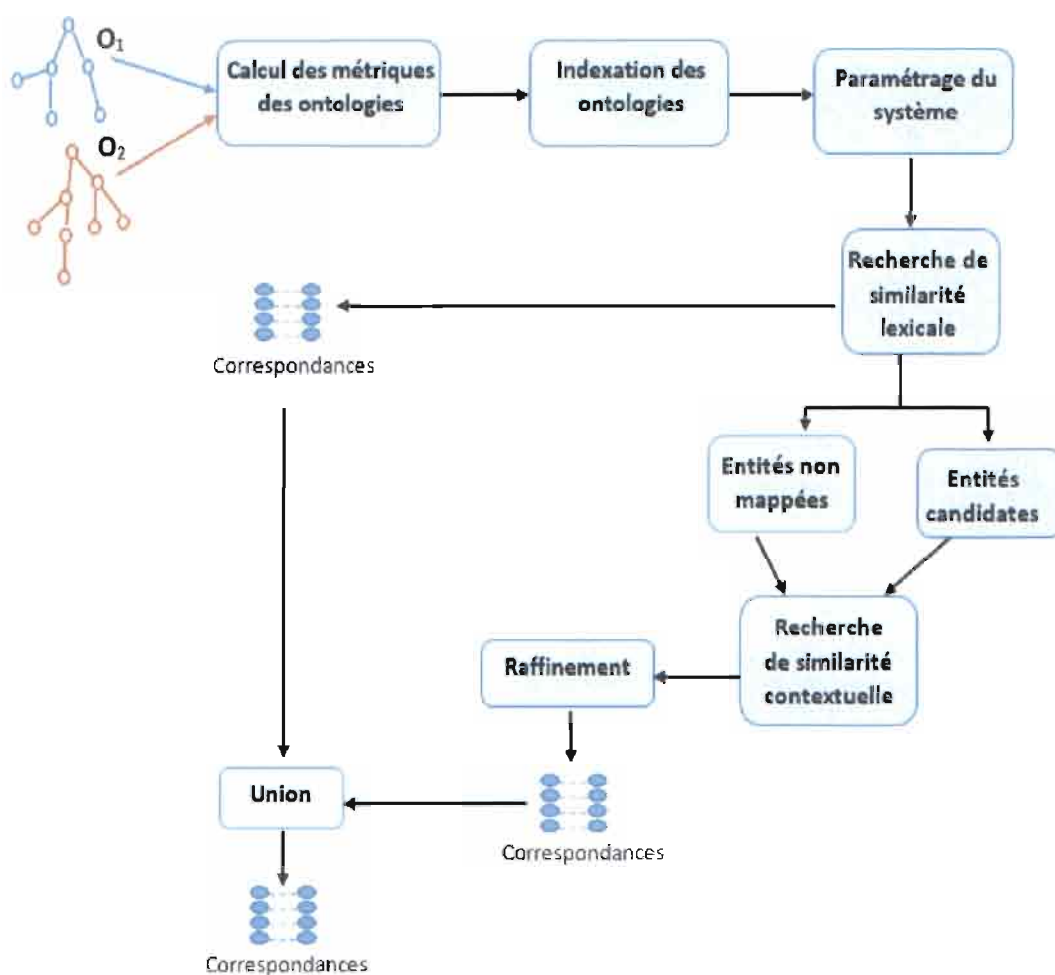 O1
Calcul des métriques
des ontologies
Indexation des
ontologies
Paramétrage du
système
O2
Recherche de
similarité
lexicale
Correspondances
Entités non
mappées
Entités
candidates
Recherche
de similarité
contextuelle
Raffinement
Union
Correspondances
Correspondances